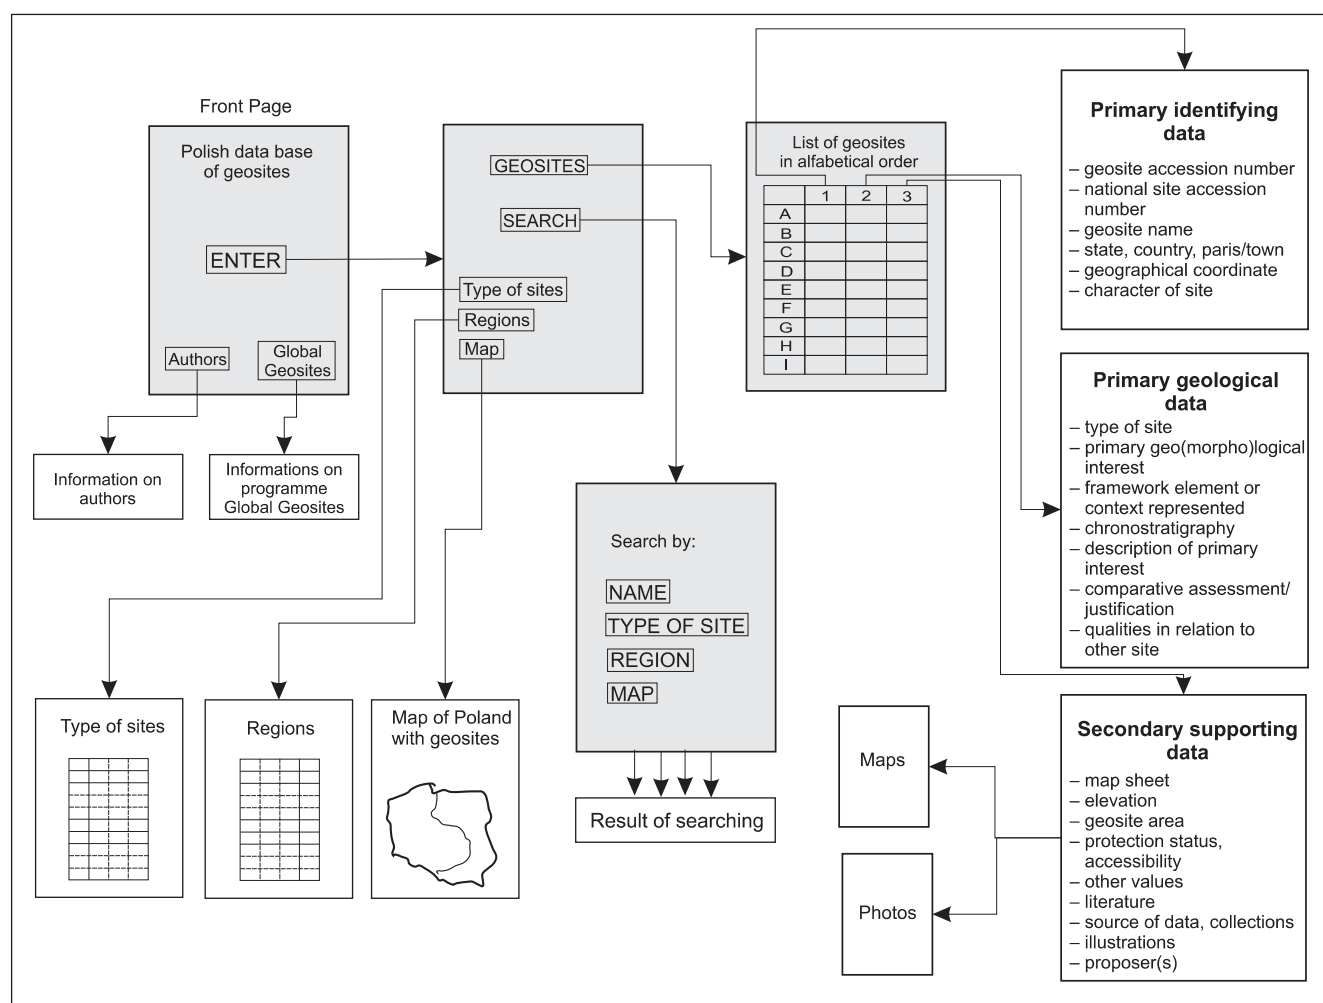 Front Page
Polish data base
of geosites
ENTER
Authors
Global
Geosites
Information on
authors
Informations on
programme
Global Geosites
GEOSITES
SEARCH
Type of sites
Regions
Map
List of geosites
in alfabetical order
1 2 3
A
B
C
D
E
F
G
H
I
Primary identifying
data
– geosite accession number
– national site accession
number
– geosite name
– state, country, paris/town
– geographical coordinate
– character of site
Primary geological
data
– type of site
– primary geo(morpho)logical
interest
– framework element or
context represented
– chronostratigraphy
– description of primary
interest
– comparative assessment/
justification
– qualities in relation to
other site
Search by:
NAME
TYPE OF SITE
REGION
MAP
Result of searching
Type of sites
Regions
Map of Poland
with geosites
Maps
Photos
Secondary supporting
data
– map sheet
– elevation
– geosite area
– protection status,
accessibility
– other values
– literature
– source of data, collections
– illustrations
– proposer(s)